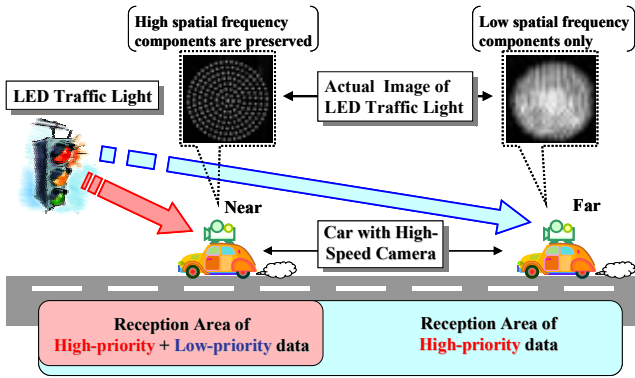 High spatial frequency
components are preserved
Low spatial frequency
components only
LED Traffic Light
Actual Image of
LED Traffic Light
Near
Far
Car with High-
Speed Camera
Reception Area of
High-priority + Low-priority data
Reception Area of
High-priority data